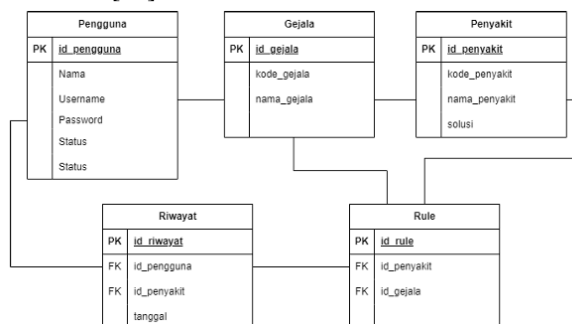 Pengguna
PK id_pengguna
Nama
Username
Password
Status
Status
Gejala
PK id_gejala
kode_gejala
nama_gejala
Penyakit
PK id_penyakit
kode_penyakit
nama_penyakit
solusi
Riwayat
PK id_riwayat
FK id_pengguna
FK id_penyakit
tanggal
Rule
PK id_rule
FK id_penyakit
FK id_gejala